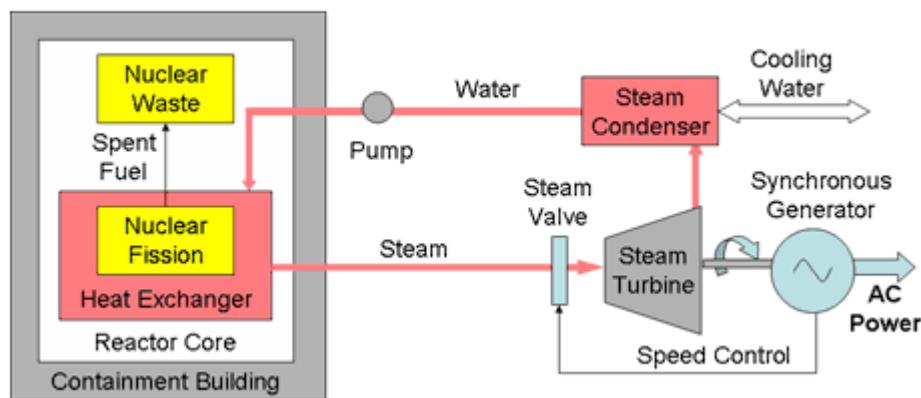 Nuclear
Waste
Spent
Fuel
Nuclear
Fission
Heat Exchanger
Reactor Core
Containment Building
Water
Pump
Steam
Condenser
Cooling
Water
Steam
Valve
Steam
Steam
Turbine
Synchronous
Generator
AC
Power
Speed Control